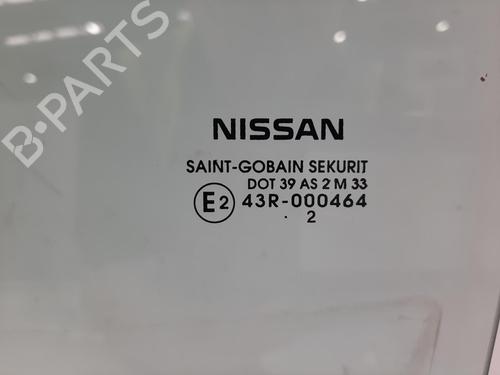 B-PARTS
NISSAN
SAINT-GOBAIN SEKURIT
DOT 39 AS 2 M 33
E2 43R-000464
. 2